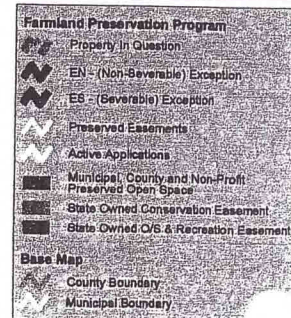 Farmland Preservation Program
Property In Question
EN - (Non-Severable) Exception
ES - (Severable) Exception
Preserved Easements
Active Applications
Municipal, County and Non-Profit
Preserved Open Space
State Owned Conservation Easement
State Owned O/S & Recreation Easement
Base Map
County Boundary
Municipal Boundary